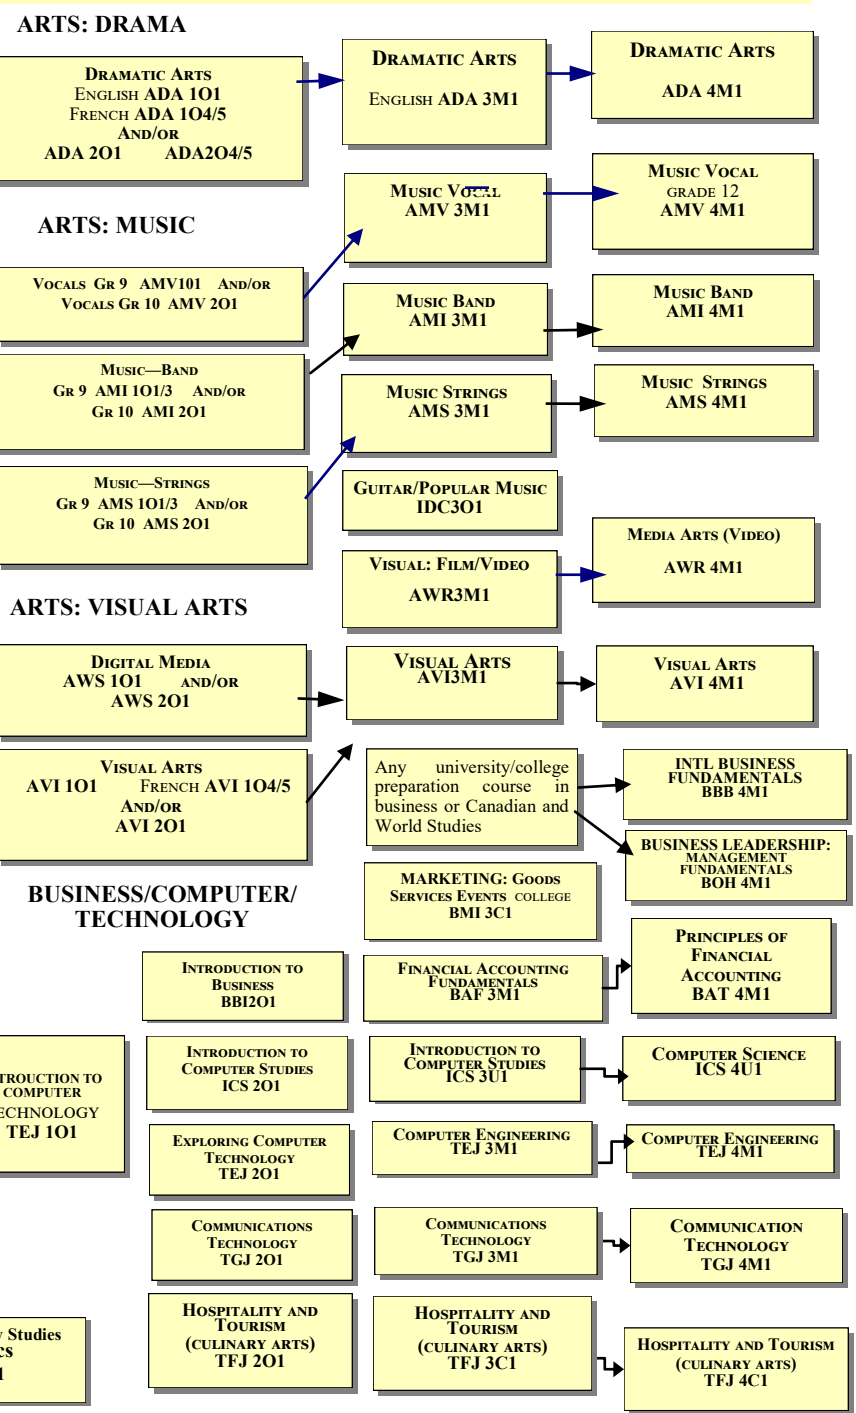 ARTS: DRAMA
DRAMATIC ARTS
ENGLISH ADA 1O1
FRENCH ADA 1O4/5
AND/OR
ADA 2O1 ADA2O4/5
DRAMATIC ARTS
ENGLISH ADA 3M1
DRAMATIC ARTS
ADA 4M1
ARTS: MUSIC
MUSIC VOCAL
AMV 3M1
MUSIC VOCAL
GRADE 12
AMV 4M1
VOCALS GR 9 AMV101 AND/OR
VOCALS GR 10 AMV 2O1
MUSIC BAND
AMI 3M1
MUSIC BAND
AMI 4M1
MUSIC—BAND
GR 9 AMI 1O1/3 AND/OR
GR 10 AMI 2O1
MUSIC STRINGS
AMS 3M1
MUSIC STRINGS
AMS 4M1
MUSIC—STRINGS
GR 9 AMS 1O1/3 AND/OR
GR 10 AMS 2O1
GUITAR/POPULAR MUSIC
IDC3O1
VISUAL: FILM/VIDEO
AWR3M1
MEDIA ARTS (VIDEO)
AWR 4M1
ARTS: VISUAL ARTS
DIGITAL MEDIA
AWS 1O1 AND/OR
AWS 2O1
VISUAL ARTS
AVI3M1
VISUAL ARTS
AVI 4M1
VISUAL ARTS
AVI 1O1 FRENCH AVI 1O4/5
AND/OR
AVI 2O1
Any university/college
preparation course in
business or Canadian and
World Studies
INTL BUSINESS
FUNDAMENTALS
BBB 4M1
BUSINESS LEADERSHIP:
MANAGEMENT
FUNDAMENTALS
BOH 4M1
BUSINESS/COMPUTER/
TECHNOLOGY
MARKETING: GOODS
SERVICES EVENTS COLLEGE
BMI 3C1
INTRODUCTION TO
BUSINESS
BBI2O1
FINANCIAL ACCOUNTING
FUNDAMENTALS
BAF 3M1
PRINCIPLES OF
FINANCIAL
ACCOUNTING
BAT 4M1
TROUCTION TO
COMPUTER
ECHNOLOGY
TEJ 1O1
INTRODUCTION TO
COMPUTER STUDIES
ICS 2O1
INTRODUCTION TO
COMPUTER STUDIES
ICS 3U1
COMPUTER SCIENCE
ICS 4U1
EXPLORING COMPUTER
TECHNOLOGY
TEJ 2O1
COMPUTER ENGINEERING
TEJ 3M1
COMPUTER ENGINEERING
TEJ 4M1
COMMUNICATIONS
TECHNOLOGY
TGJ 2O1
COMMUNICATIONS
TECHNOLOGY
TGJ 3M1
COMMUNICATION
TECHNOLOGY
TGJ 4M1
Studies
HOSPITALITY AND
TOURISM
(CULINARY ARTS)
TFJ 2O1
HOSPITALITY AND
TOURISM
(CULINARY ARTS)
TFJ 3C1
HOSPITALITY AND TOURISM
(CULINARY ARTS)
TFJ 4C1